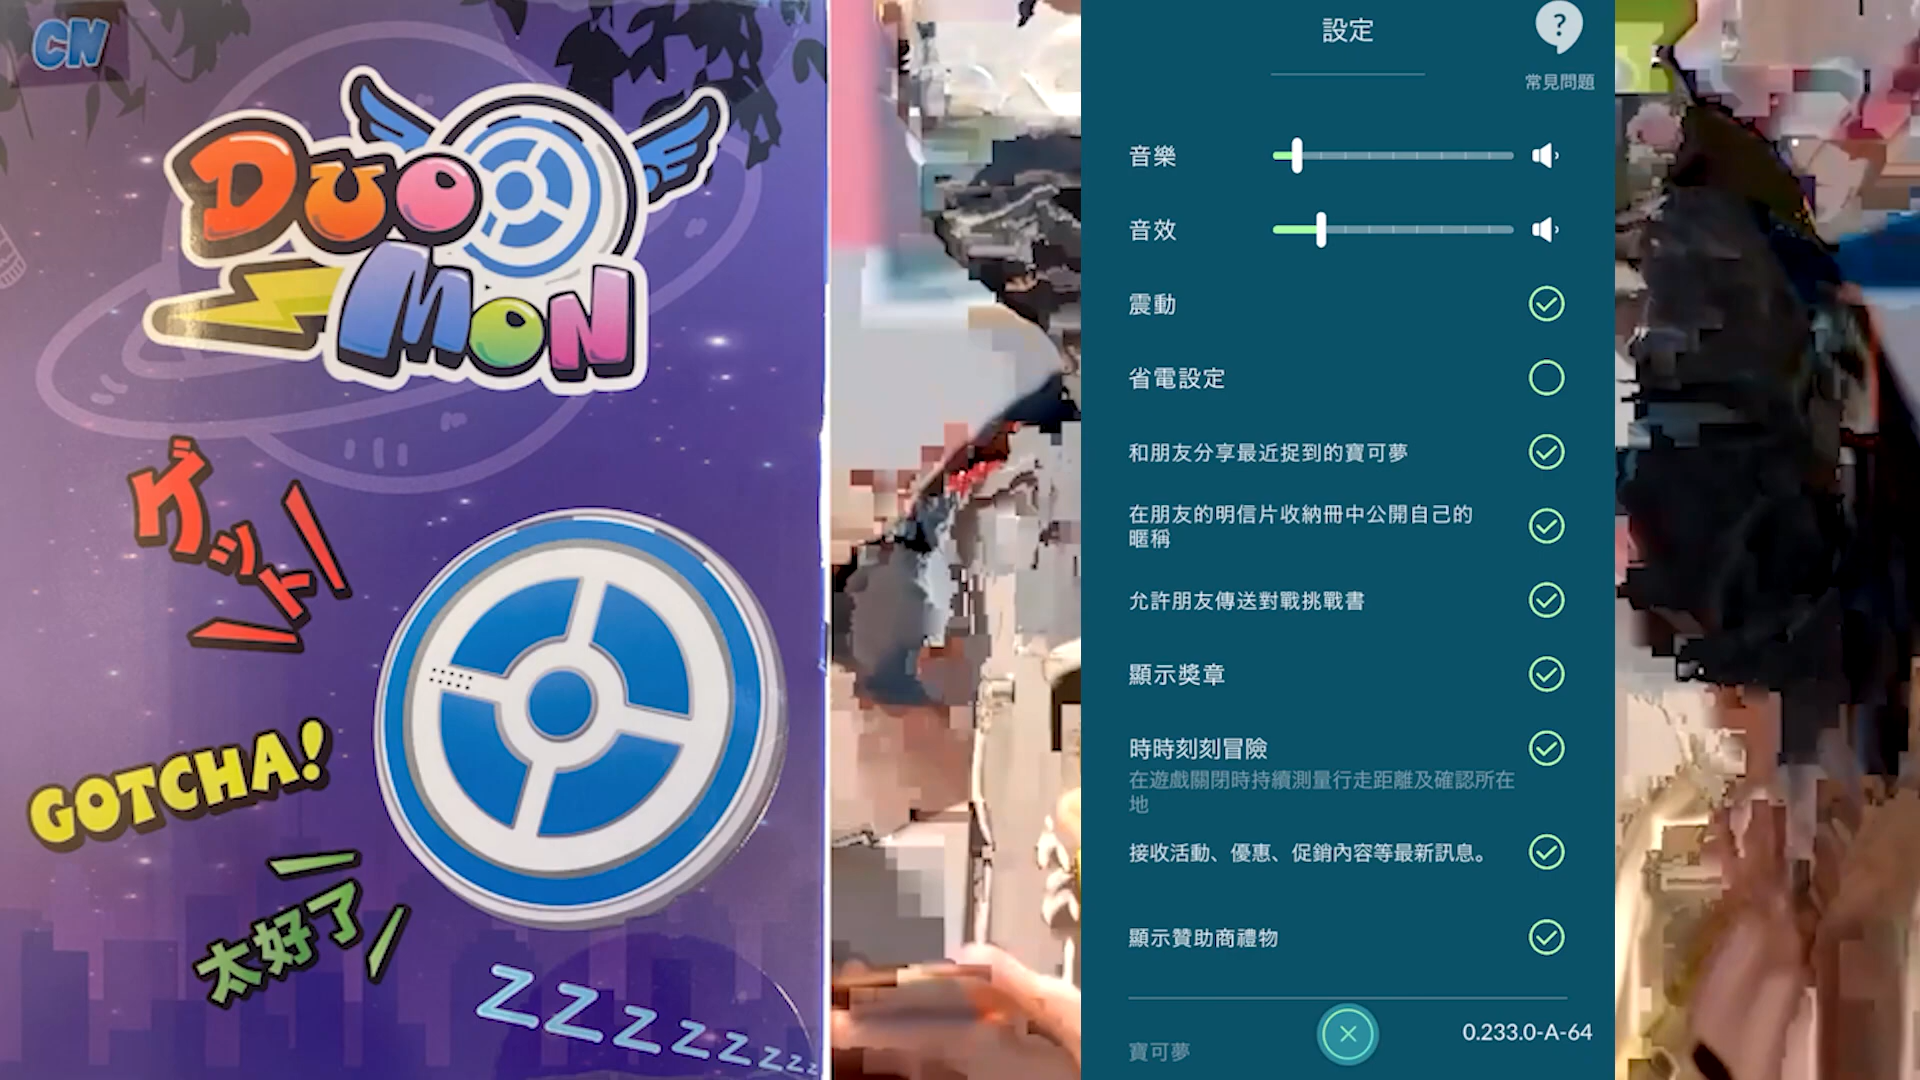 CN
DUO
MON
ゲット
GOTCHA!
太好了
ZZZZZZZZ
設定
?
常見問題
音樂
音效
震動
省電設定
和朋友分享最近捉到的寶可夢
在朋友的明信片收納冊中公開自己的
暱稱
允許朋友傳送對戰挑戰書
顯示獎章
時時刻刻冒險
在遊戲關閉時持續測量行走距離及確認所在
地
接收活動、優惠、促銷內容等最新訊息。
顯示贊助商禮物
0.233.0-A-64
寶可夢